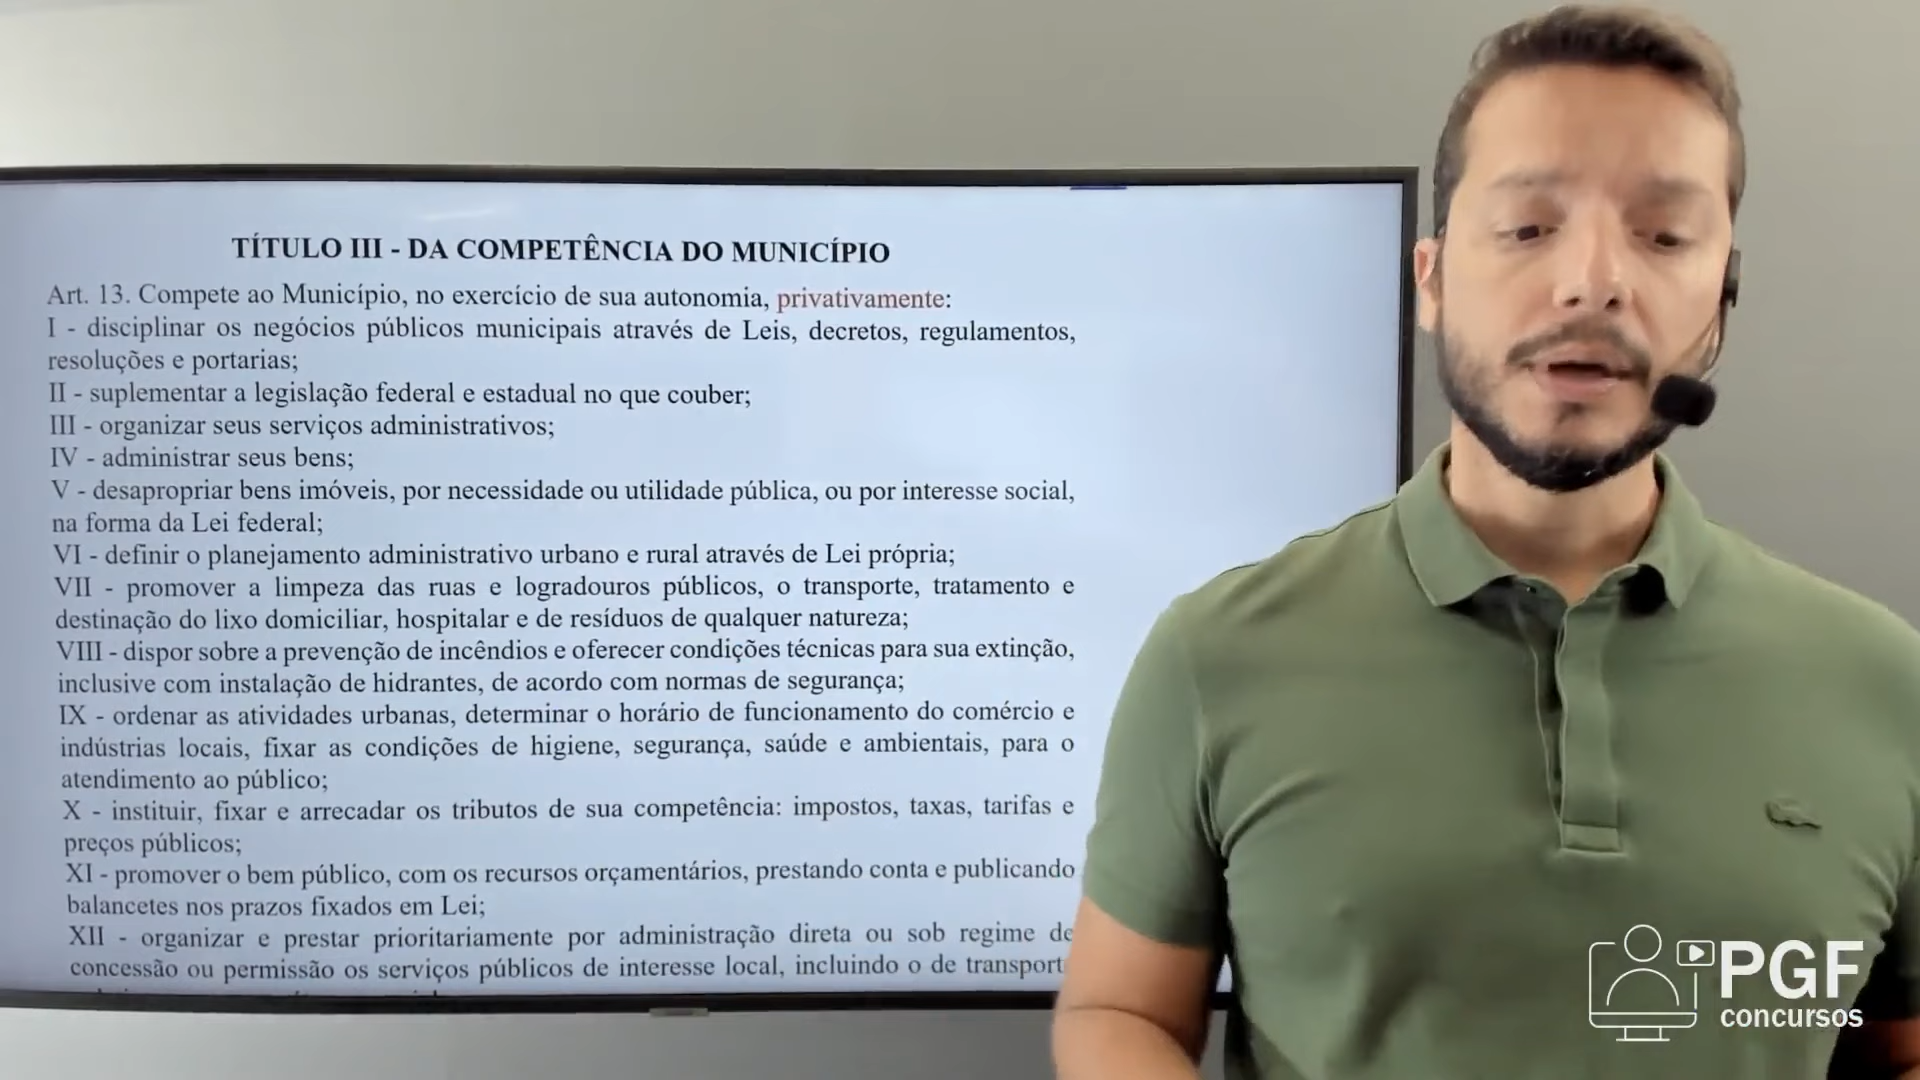 TÍTULO III - DA COMPETÊNCIA DO MUNICÍPIO
Art. 13. Compete ao Município, no exercício de sua autonomia, privativamente:
I - disciplinar os negócios públicos municipais através de Leis, decretos, regulamentos,
resoluções e portarias;
II - suplementar a legislação federal e estadual no que couber;
III - organizar seus serviços administrativos;
IV - administrar seus bens;
V - desapropriar bens imóveis, por necessidade ou utilidade pública, ou por interesse social,
na forma da Lei federal;
VI - definir o planejamento administrativo urbano e rural através de Lei própria;
VII - promover a limpeza das ruas e logradouros públicos, o transporte, tratamento e
destinação do lixo domiciliar, hospitalar e de resíduos de qualquer natureza;
VIII - dispor sobre a prevenção de incêndios e oferecer condições técnicas para sua extinção,
inclusive com instalação de hidrantes, de acordo com normas de segurança;
IX - ordenar as atividades urbanas, determinar o horário de funcionamento do comércio e
indústrias locais, fixar as condições de higiene, segurança, saúde e ambientais, para o
atendimento ao público;
X - instituir, fixar e arrecadar os tributos de sua competência: impostos, taxas, tarifas e
preços públicos;
XI - promover o bem público, com os recursos orçamentários, prestando conta e publicando
balancetes nos prazos fixados em Lei;
XII - organizar e prestar prioritariamente por administração direta ou sob regime de
concessão ou permissão os serviços públicos de interesse local, incluindo o de transport
PGF
concursos